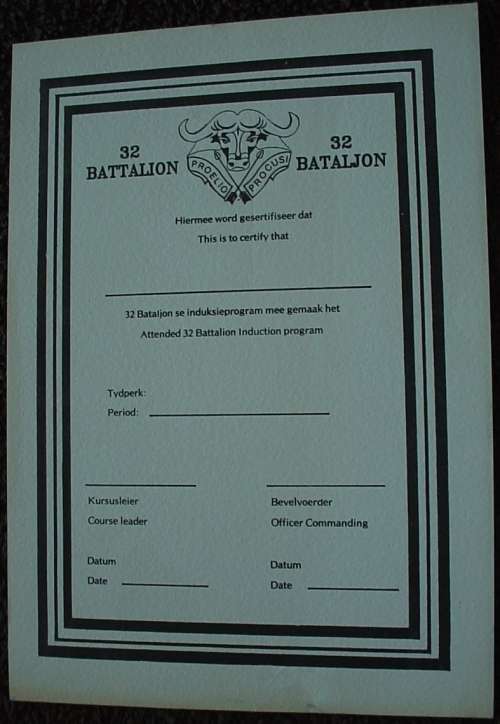 32
BATTALION
PROELIO PROCUSI
32
BATALJON
Hiermee word gesertifiseer dat
This is to certify that
32 Bataljon se induksieprogram mee gemaak het
Attended 32 Battalion Induction program
Tydperk:
Period:
Kursusleier
Course leader
Bevelvoerder
Officer Commanding
Datum
Date
Datum
Date